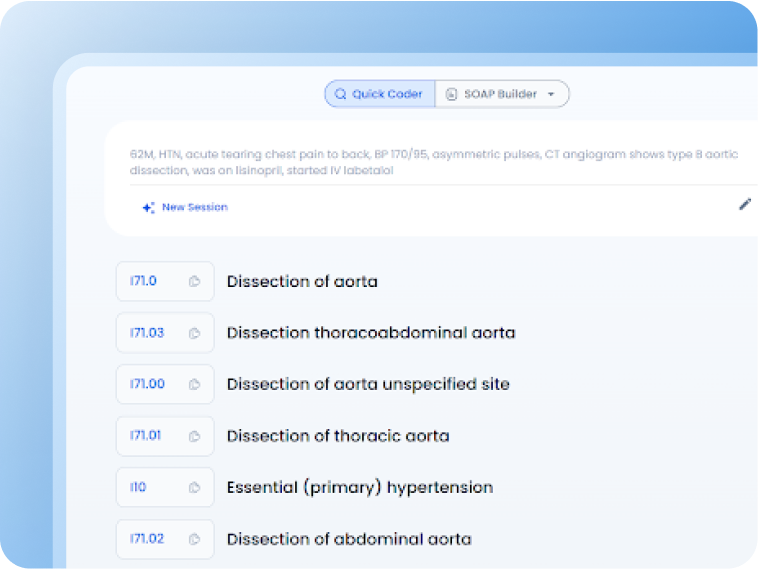 Quick Coder SOAP Builder
62M, HTN, acute tearing chest pain to back, BP 170/95, asymmetric pulses, CT angiogram shows type B aortic
dissection, was on lisinopril, started IV labetalol
New Session
I71.0 Dissection of aorta
I71.03 Dissection thoracoabdominal aorta
I71.00 Dissection of aorta unspecified site
I71.01 Dissection of thoracic aorta
I10 Essential (primary) hypertension
I71.02 Dissection of abdominal aorta